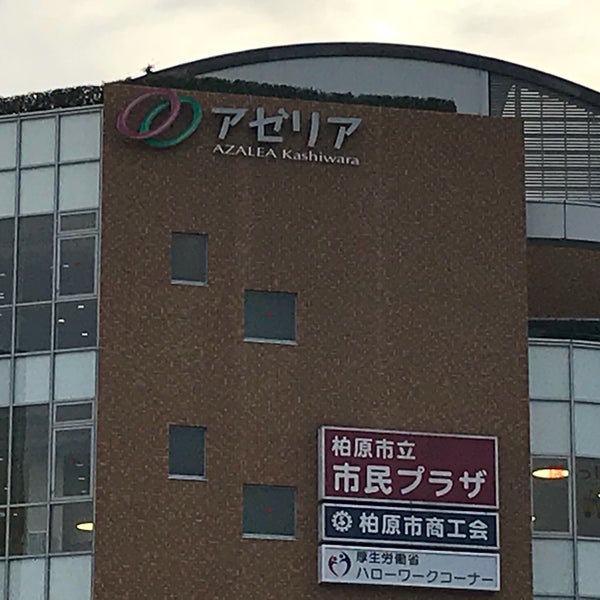 アゼリア
AZALEA Kashiwara
柏原市立
市民プラザ
柏原市商工会
厚生労働省
ハローワークコーナー